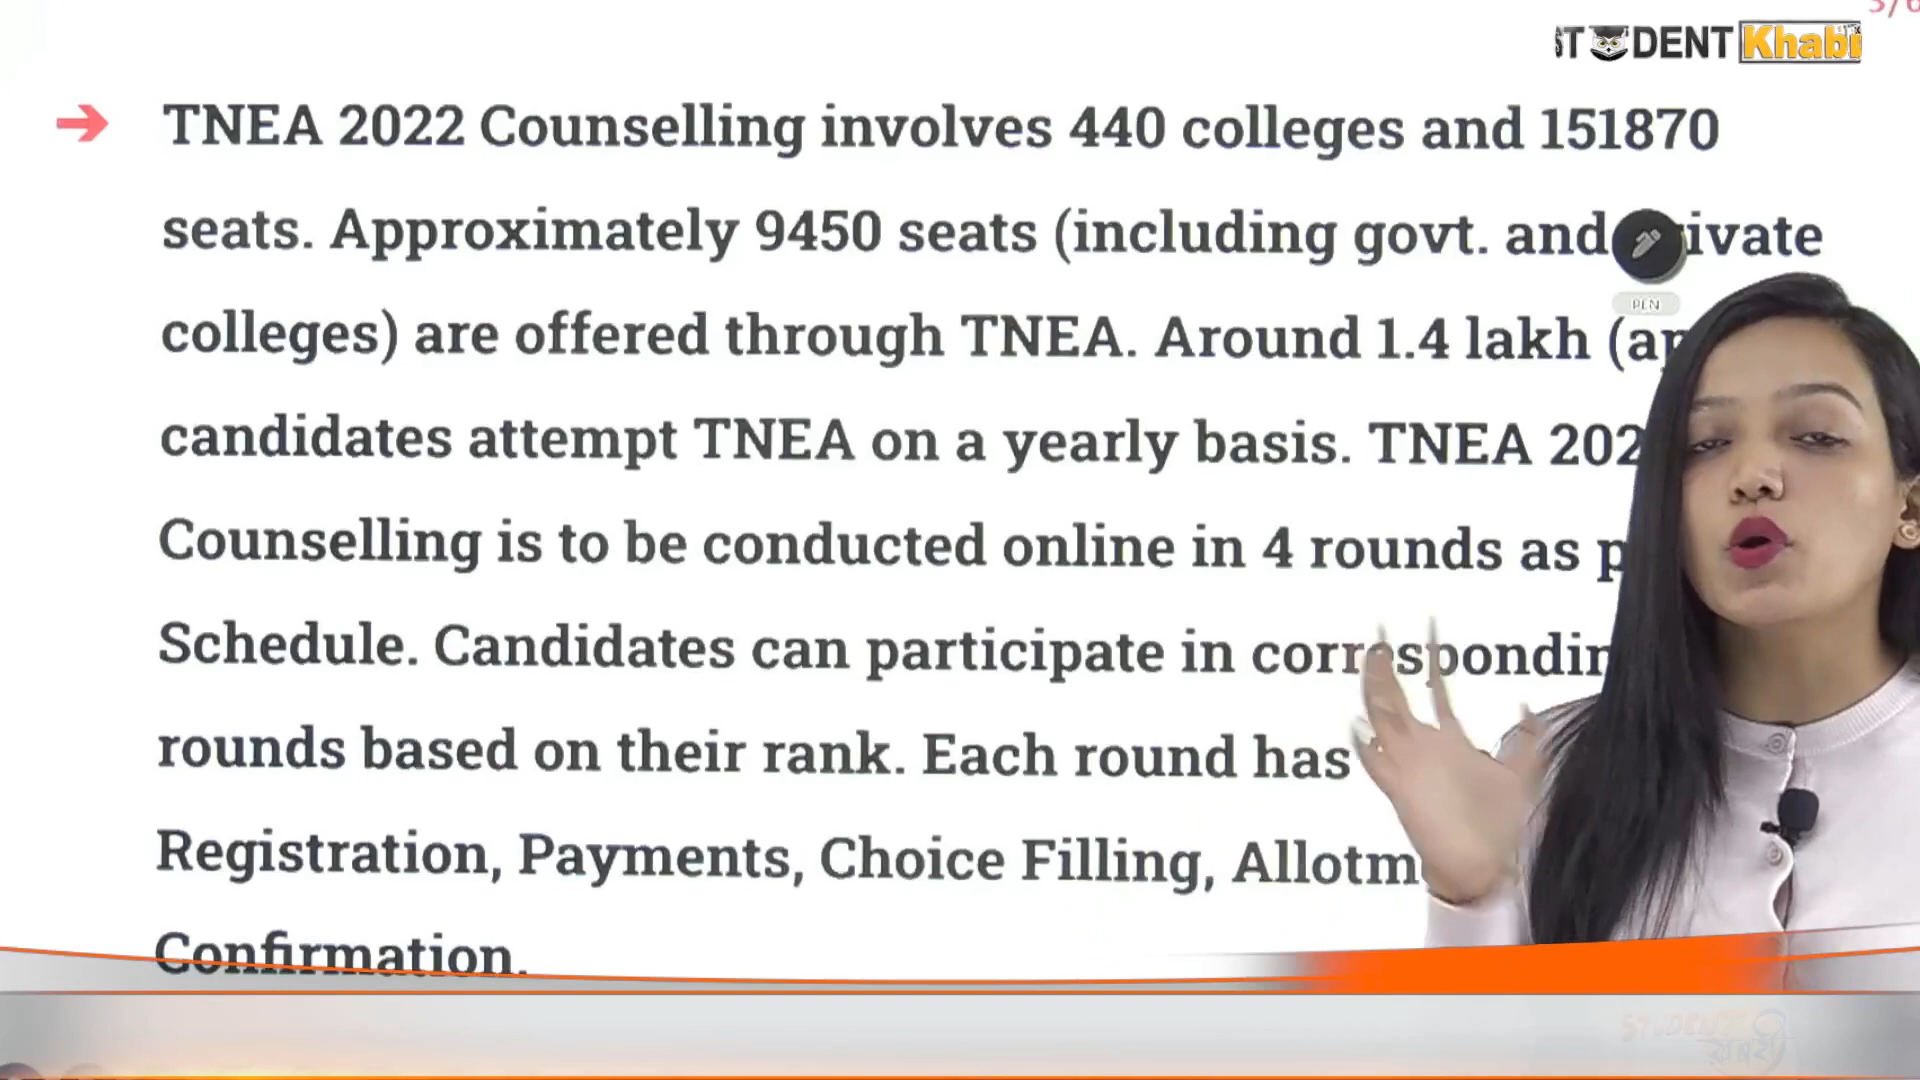 3/6
STUDENT Khabri
TNEA 2022 Counselling involves 440 colleges and 151870
seats. Approximately 9450 seats (including govt. and
colleges) are offered through TNEA. Around 1.4 lakh
candidates attempt TNEA on a yearly basis. TNEA
PEN
Counselling is to be conducted online in 4 rounds as
Schedule. Candidates can participate in
rounds based on their rank. Each round has
Registration, Payments, Choice Filling,
Confirmation.